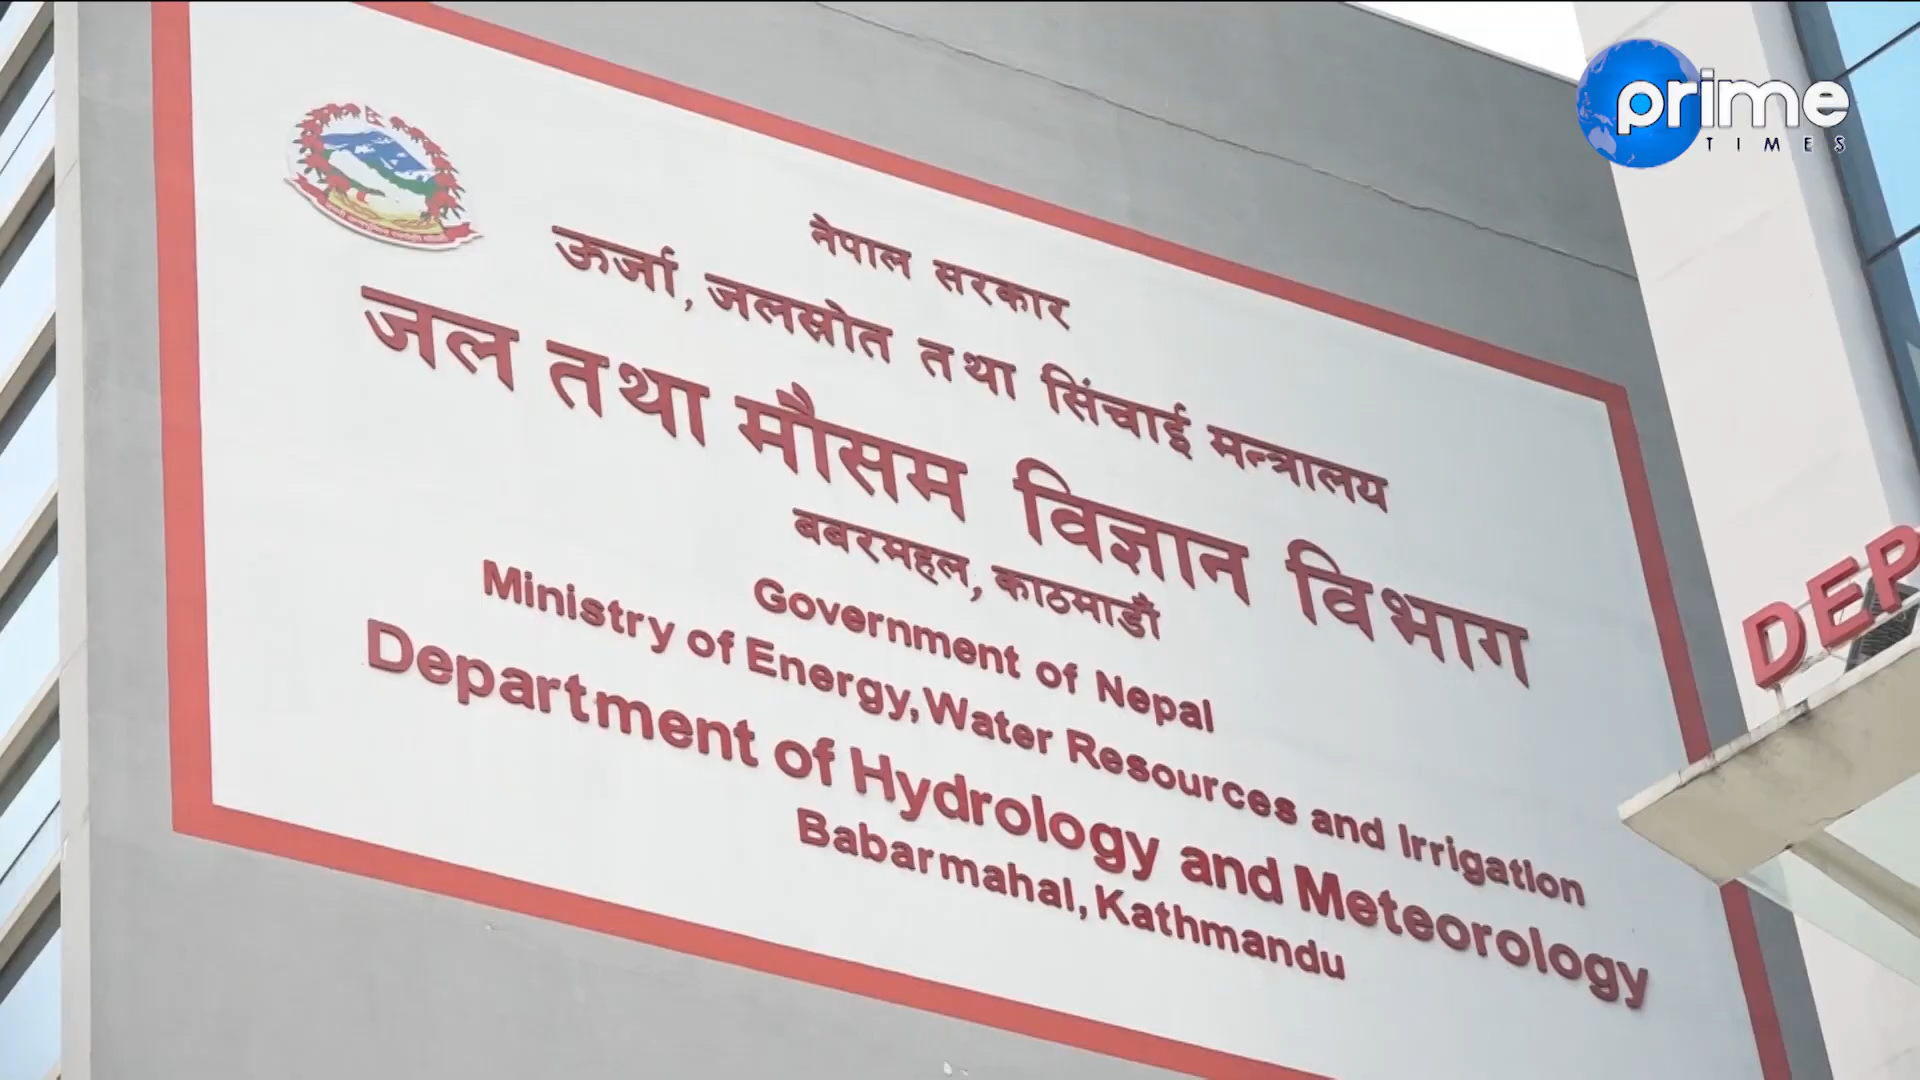 prime
TIMES
नेपाल सरकार
ऊर्जा, जलस्रोत तथा सिंचाई मन्त्रालय
जल तथा मौसम विज्ञान विभाग
बबरमहल, काठमाडौँ
Government of Nepal
Ministry of Energy, Water Resources and Irrigation
Department of Hydrology and Meteorology
Babarmahal, Kathmandu
DEP